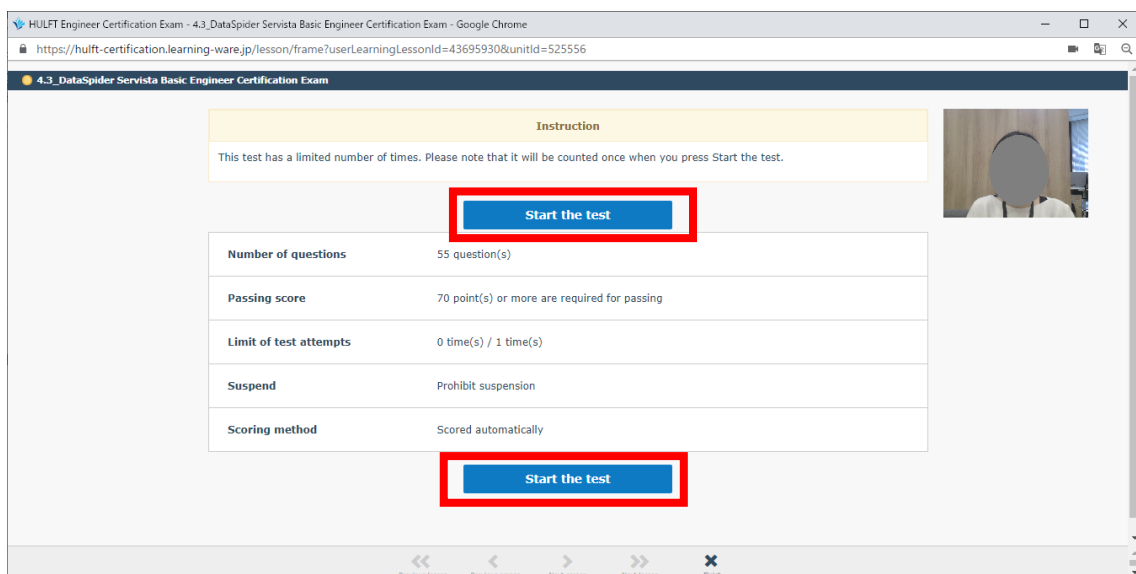 HULFT Engineer Certification Exam - 4.3_DataSpider Servista Basic Engineer Certification Exam - Google Chrome
https://hulft-certification.learning-ware.jp/lesson/frame?userLearningLessonId=43695930&unitId=525556
4.3_DataSpider Servista Basic Engineer Certification Exam
Instruction
This test has a limited number of times. Please note that it will be counted once when you press Start the test.
Start the test
Number of questions 55 question(s)
Passing score 70 point(s) or more are required for passing
Limit of test attempts 0 time(s) / 1 time(s)
Suspend Prohibit suspension
Scoring method Scored automatically
Start the test